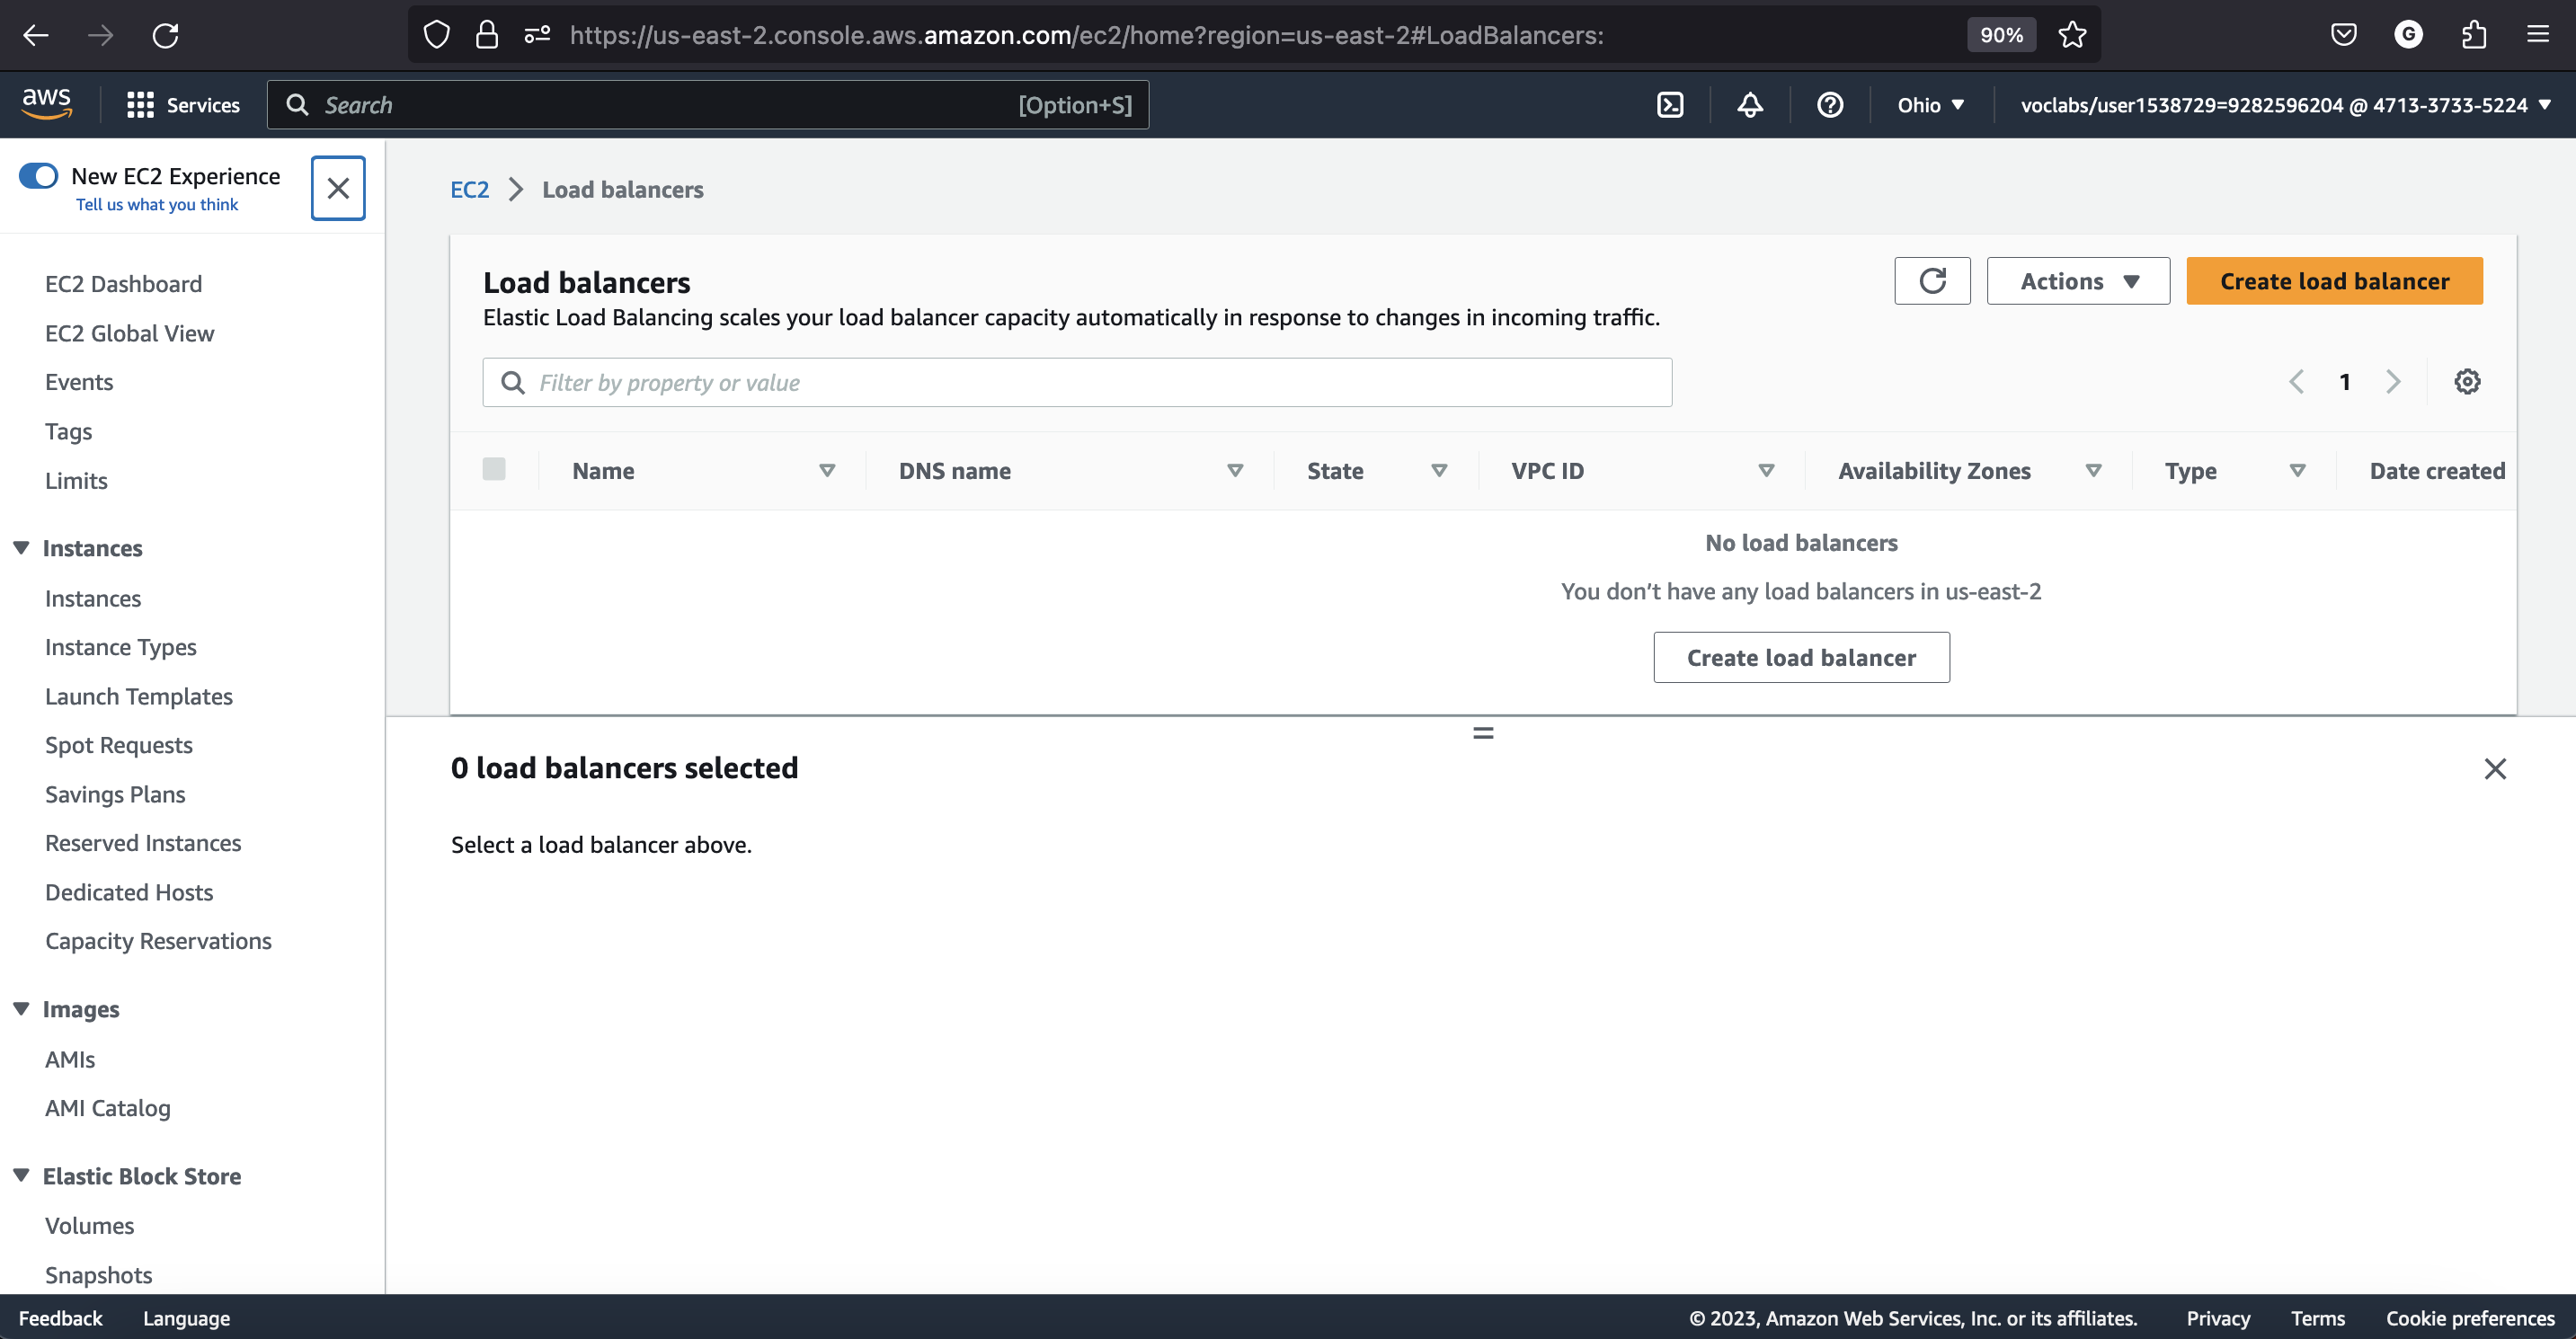 https://us-east-2.console.aws.amazon.com/ec2/home?region=us-east-2#LoadBalancers:
90%
G
aws
Services
Search
[Option+S]
Ohio
voclabs/user1538729=9282596204 @ 4713-3733-5224
New EC2 Experience
Tell us what you think
EC2 Dashboard
EC2 Global View
Events
Tags
Limits
Instances
Instances
Instance Types
Launch Templates
Spot Requests
Savings Plans
Reserved Instances
Dedicated Hosts
Capacity Reservations
Images
AMIs
AMI Catalog
Elastic Block Store
Volumes
Snapshots
EC2
Load balancers
Load balancers
Elastic Load Balancing scales your load balancer capacity automatically in response to changes in incoming traffic.
Actions
Create load balancer
Filter by property or value
1
Name
DNS name
State
VPC ID
Availability Zones
Type
Date created
No load balancers
You don’t have any load balancers in us-east-2
Create load balancer
0 load balancers selected
Select a load balancer above.
Feedback
Language
© 2023, Amazon Web Services, Inc. or its affiliates.
Privacy
Terms
Cookie preferences